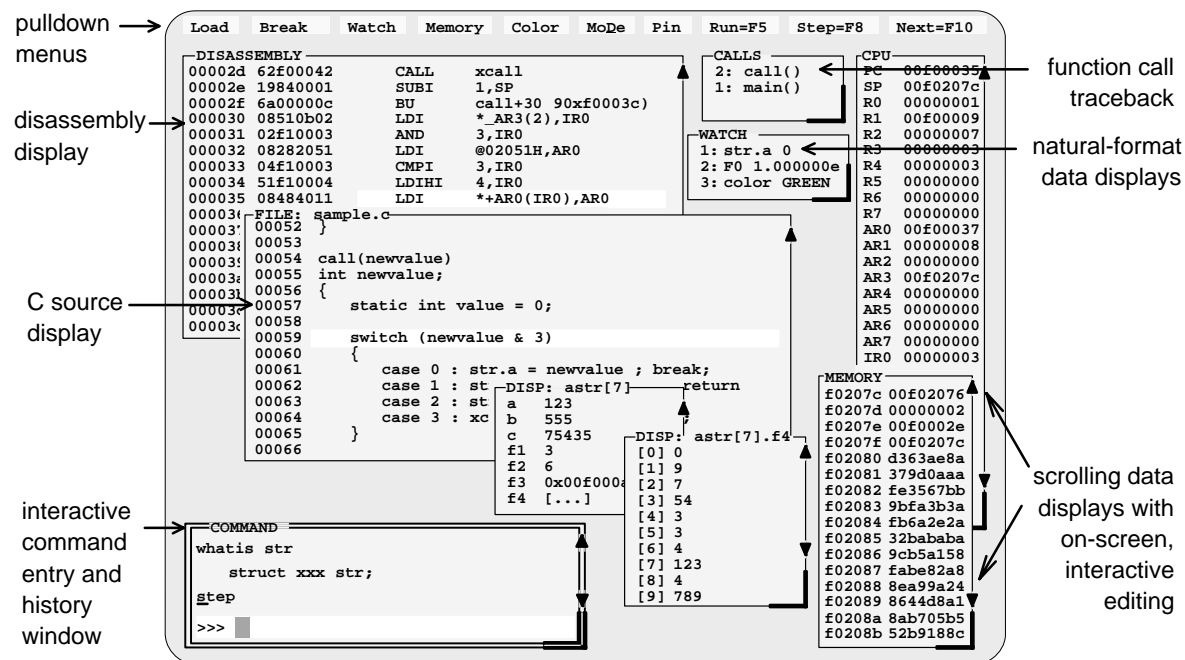 pulldown
menus
disassembly
display
C source
display
interactive
command
entry and
history
window
Load Break Watch Memory Color MoDe Pin Run=F5 Step=F8 Next=F10
DISASSEMBLY
00002d 62f00042 CALL xcall
00002e 19840001 SUBI 1,SP
00002f 6a00000c BU call+30 90xf0003c)
000030 08510b02 LDI *_AR3(2),IR0
000031 02f10003 AND 3,IR0
000032 08282051 LDI @02051H,AR0
000033 04f10003 CMPI 3,IR0
000034 51f10004 LDIHI 4,IR0
000035 08484011 LDI *+AR0(IR0),AR0
00003
00003
00003
00003
00003a
00003
00003
00003
FILE: sample.c
00052 }
00053
00054 call(newvalue)
00055 int newvalue;
00056 {
00057 static int value = 0;
00058
00059 switch (newvalue & 3)
00060 {
00061 case 0 : str.a = newvalue ; break;
00062 case 1 : st return
00063 case 2 : st
00064 case 3 : xc ;
00065 }
00066
DISP: astr[7]
a 123
b 555
c 75435
f1 3
f2 6
f3 0x00f000a
f4 [...]
DISP: astr[7].f4
[0] 0
[1] 9
[2] 7
[3] 54
[4] 3
[5] 3
[6] 4
[7] 123
[8] 4
[9] 789
COMMAND
whatis str
struct xxx str;
step
>>>
CALLS
2: call()
1: main()
WATCH
1: str.a 0
2: F0 1.000000e
3: color GREEN
CPU
PC 00f00035
SP 00f0207c
R0 00000001
R1 00f00009
R2 00000007
R3 00000003
R4 00000003
R5 00000000
R6 00000000
R7 00000000
AR0 00f00037
AR1 00000008
AR2 00000000
AR3 00f0207c
AR4 00000000
AR5 00000000
AR6 00000000
AR7 00000000
IR0 00000003
MEMORY
f0207c 00f02076
f0207d 00000002
f0207e 00f0002e
f0207f 00f0207c
f02080 d363ae8a
f02081 379d0aaa
f02082 fe3567bb
f02083 9bfa3b3a
f02084 fb6a2e2a
f02085 32bababa
f02086 9cb5a158
f02087 fabe82a8
f02088 8ea99a24
f02089 8644d8a1
f0208a 8ab705b5
f0208b 52b9188c
function call
traceback
natural-format
data displays
scrolling data
displays with
on-screen,
interactive
editing